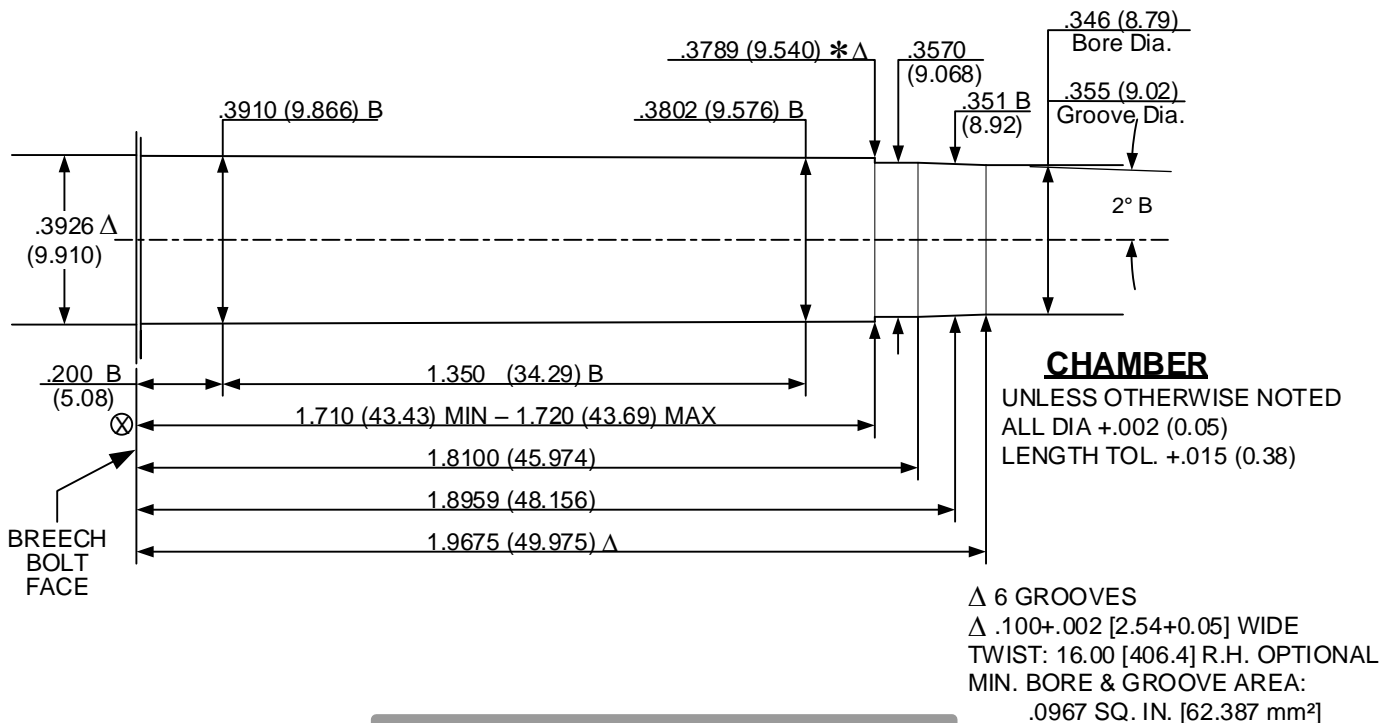 .346 (8.79)
Bore Dia.
.3789 (9.540) ✱ Δ
.3570
(9.068)
.355 (9.02)
Groove Dia.
.3910 (9.866) B
.3802 (9.576) B
.351 B
(8.92)
.3926 Δ
(9.910)
2° B
.200 B
(5.08)
1.350 (34.29) B
⊗
1.710 (43.43) MIN – 1.720 (43.69) MAX
1.8100 (45.974)
1.8959 (48.156)
1.9675 (49.975) Δ
BREECH
BOLT
FACE
CHAMBER
UNLESS OTHERWISE NOTED
ALL DIA +.002 (0.05)
LENGTH TOL. +.015 (0.38)
Δ 6 GROOVES
Δ .100+.002 [2.54+0.05] WIDE
TWIST: 16.00 [406.4] R.H. OPTIONAL
MIN. BORE & GROOVE AREA:
.0967 SQ. IN. [62.387 mm²]